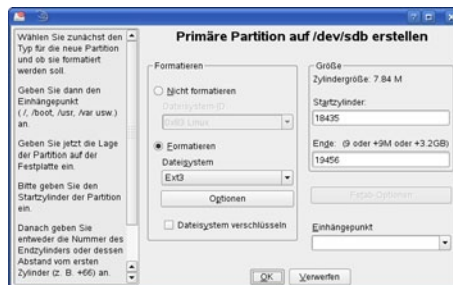 Wählen Sie zunächst den
Typ für die neue Partition
und ob sie formatiert
werden soll.
Geben Sie dann den
Einhängepunkt
( /, /boot, /usr, /var usw.)
an.
Geben Sie jetzt die Lage
der Partition auf der
Festplatte ein.
Bitte geben Sie den
Startzylinder der Partition
ein.
Danach geben Sie
entweder die Nummer des
Endzylinders oder dessen
Abstand vom ersten
Zylinder (z. B. +66) an.
Primäre Partition auf /dev/sdb erstellen
Formatieren
Nicht formatieren
Dateisystem-ID:
0x83 Linux
Formatieren
Dateisystem
Ext3
Optionen
Dateisystem verschlüsseln
Größe
Zylindergröße: 7.84 M
Startzylinder:
18435
Ende: (9 oder +9M oder +3.2GB)
19456
Fstab-Optionen
Einhängepunkt
OK
Verwerfen